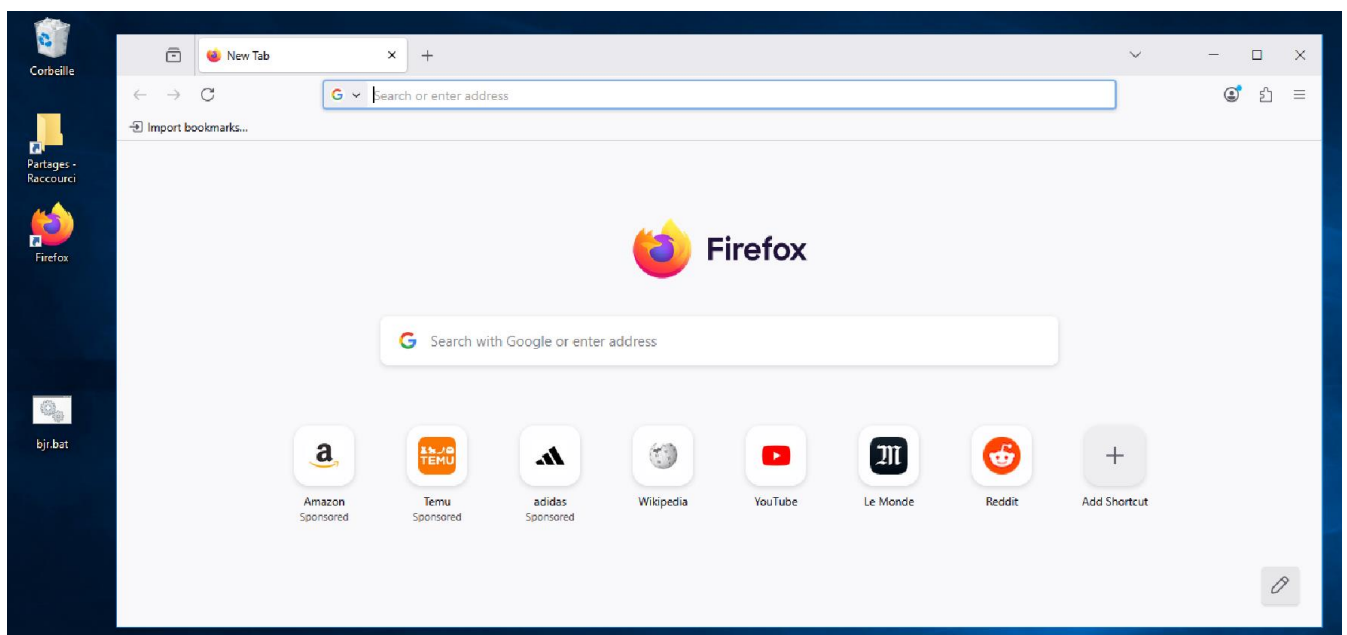 Corbeille
Partages -
Raccourci
Firefox
bjr.bat
New Tab
Search or enter address
Import bookmarks...
Firefox
Search with Google or enter address
a
TEMU
Amazon
Sponsored
Temu
Sponsored
adidas
Sponsored
Wikipedia
YouTube
Le Monde
Reddit
Add Shortcut